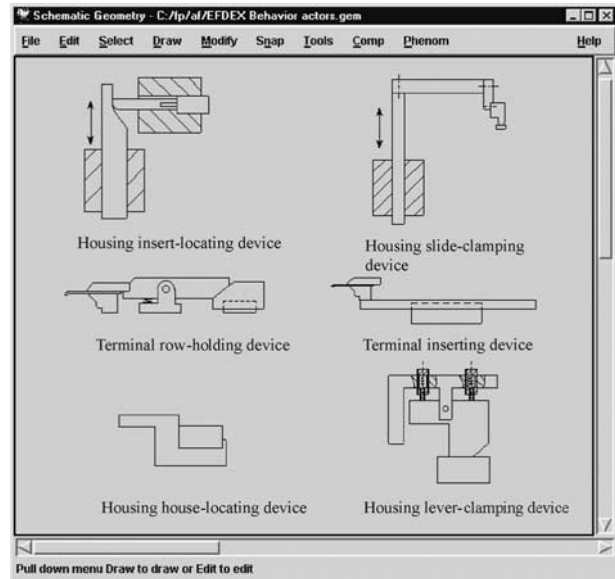 Schematic Geometry - C:/fp/af/EFDEX Behavior actors.gem
File Edit Select Draw Modify Snap Tools Comp Phenom Help
Housing insert-locating device
Housing slide-clamping
device
Terminal row-holding device
Terminal inserting device
Housing house-locating device
Housing lever-clamping device
Pull down menu Draw to draw or Edit to edit